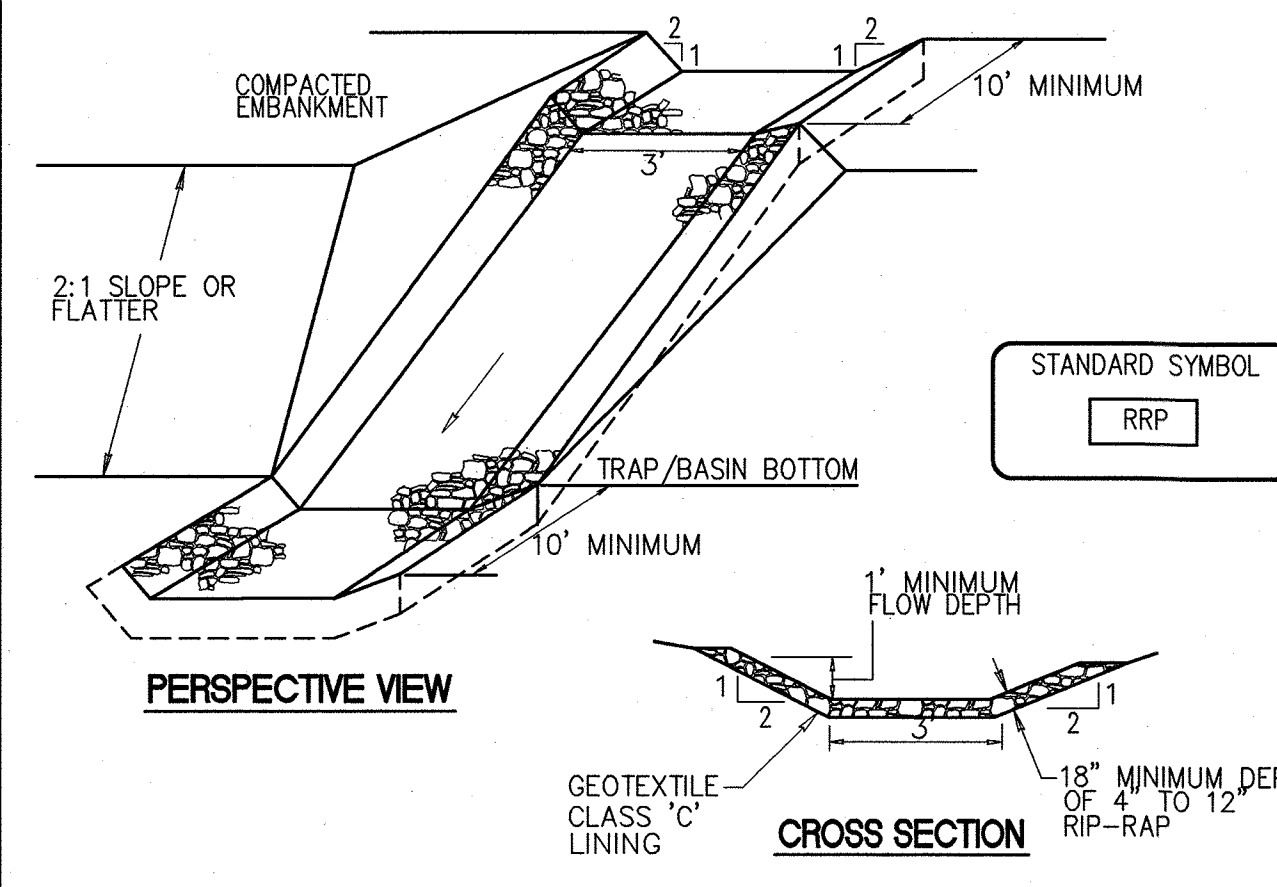 2
1
2
1
COMPACTED
EMBANKMENT
10' MINIMUM
3'
2:1 SLOPE OR
FLATTER
STANDARD SYMBOL
RRP
TRAP/BASIN BOTTOM
10' MINIMUM
1' MINIMUM
FLOW DEPTH
PERSPECTIVE VIEW
1
2
1
2
3'
GEOTEXTILE
CLASS 'C'
LINING
18" MINIMUM
OF 4" TO 12"
RIP-RAP
CROSS SECTION